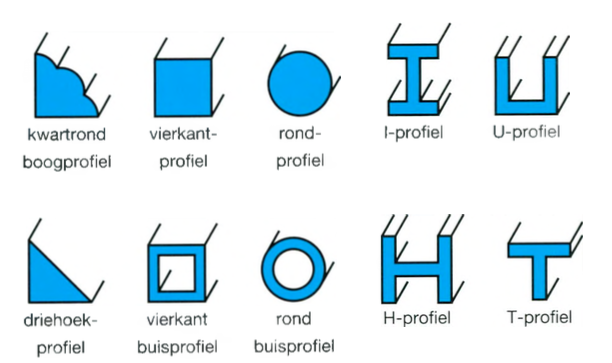 kwartrond
boogprofiel
vierkant-
profiel
rond-
profiel
I-profiel
U-profiel
driehoek-
profiel
vierkant
buisprofiel
rond
buisprofiel
H-profiel
T-profiel